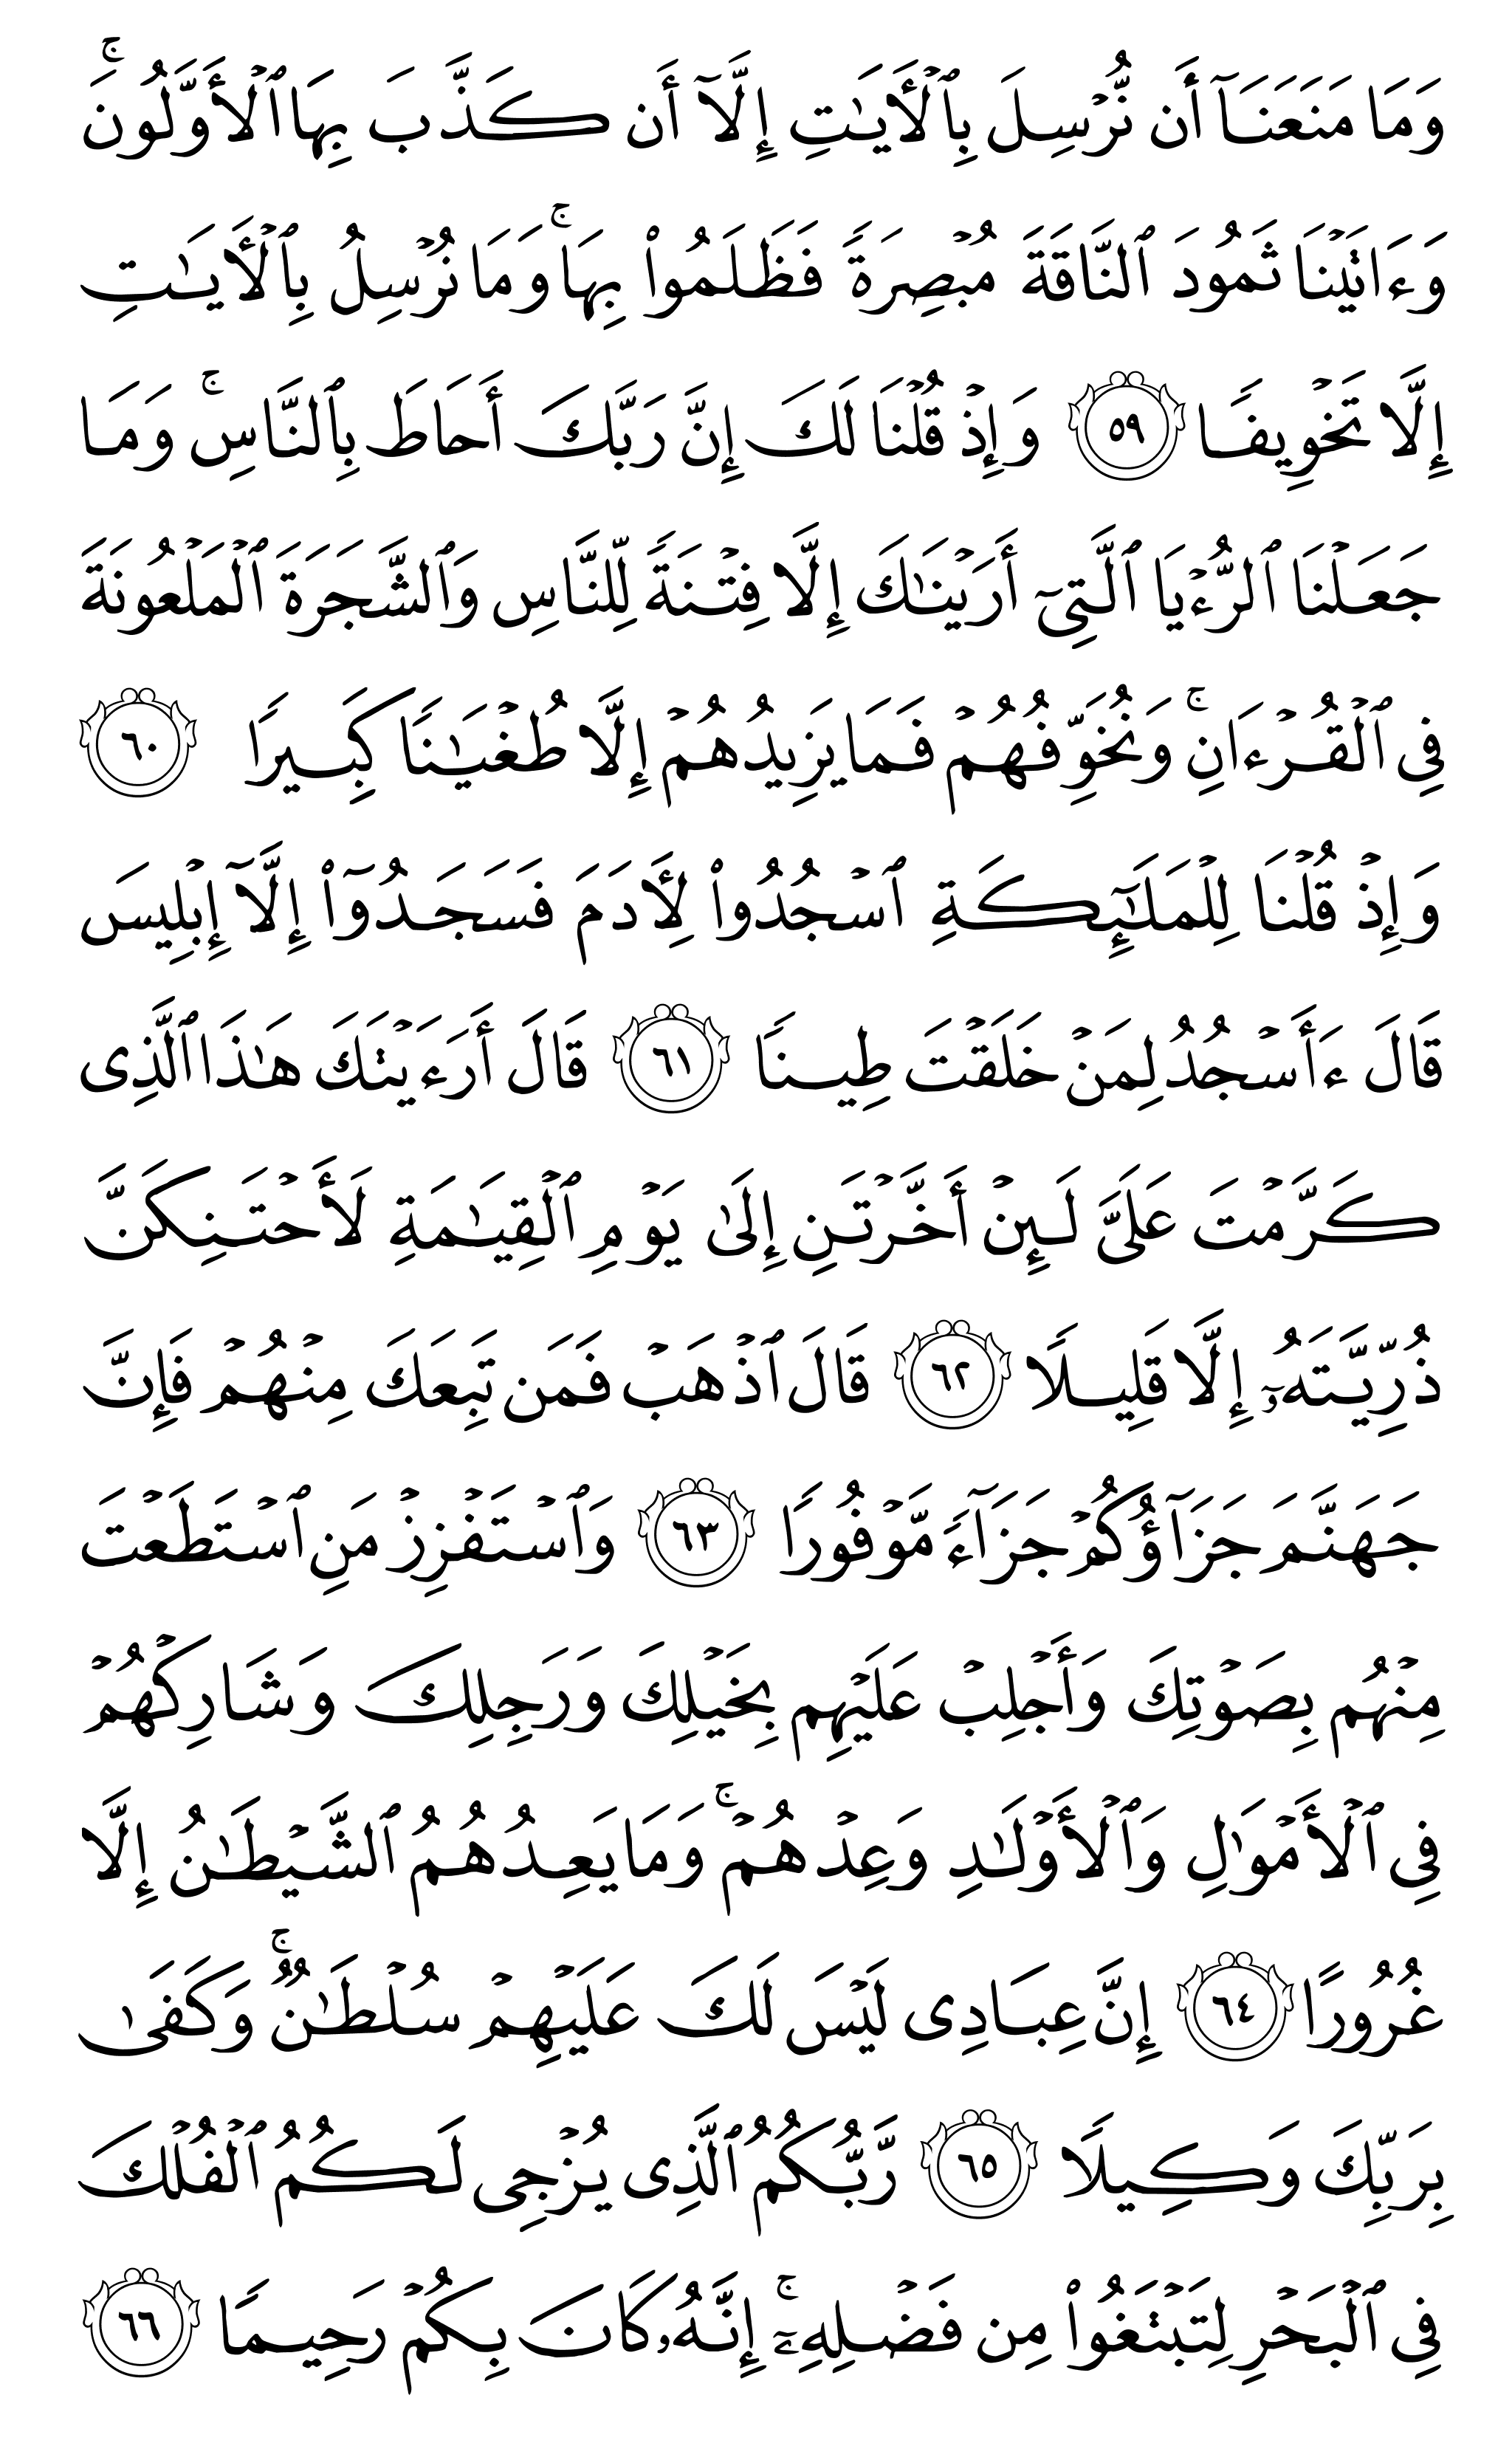 وَمَا مَنَعَنَآ أَن نُّرْسِلَ بِٱلْأَيَـٰتِ إِلَّآ أَن كَذَّبَ بِهَا ٱلْأَوَّلُونَ ۚ
وَءَاتَيْنَا ثَمُودَ ٱلنَّاقَةَ مُبْصِرَةً فَظَلَمُوا۟ بِهَا ۚ وَمَا نُرْسِلُ بِٱلْأَيَـٰتِ
إِلَّا تَخْوِيفًا ٥٩ وَإِذْ قُلْنَا لَكَ إِنَّ رَبَّكَ أَحَاطَ بِٱلنَّاسِ ۚ وَمَا
جَعَلْنَا ٱلرُّءْيَا ٱلَّتِىٓ أَرَيْنَـٰكَ إِلَّا فِتْنَةً لِّلنَّاسِ وَٱلشَّجَرَةَ ٱلْمَلْعُونَةَ
فِى ٱلْقُرْءَانِ ۚ وَنُخَوِّفُهُمْ فَمَا يَزِيدُهُمْ إِلَّا طُغْيَـٰنًا كَبِيرًا ٦٠
وَإِذْ قُلْنَا لِلْمَلَـٰٓئِكَةِ ٱسْجُدُوا۟ لِأَدَمَ فَسَجَدُوٓا۟ إِلَّآ إِبْلِيسَ
قَالَ ءَأَسْجُدُ لِمَنْ خَلَقْتَ طِينًا ٦١ قَالَ أَرَءَيْتَكَ هَـٰذَا ٱلَّذِى
كَرَّمْتَ عَلَىَّ لَئِنْ أَخَّرْتَنِ إِلَىٰ يَوْمِ ٱلْقِيَـٰمَةِ لَأَحْتَنِكَنَّ
ذُرِّيَّتَهُۥٓ إِلَّا قَلِيلًا ٦٢ قَالَ ٱذْهَبْ فَمَن تَبِعَكَ مِنْهُمْ فَإِنَّ
جَهَنَّمَ جَزَآؤُكُمْ جَزَآءً مَّوْفُورًا ٦٣ وَٱسْتَفْزِزْ مَنِ ٱسْتَطَعْتَ
مِنْهُم بِصَوْتِكَ وَأَجْلِبْ عَلَيْهِم بِخَيْلِكَ وَرَجِلِكَ وَشَارِكْهُمْ
فِى ٱلْأَمْوَٰلِ وَٱلْأَوْلَـٰدِ وَعِدْهُمْ ۚ وَمَا يَعِدُهُمُ ٱلشَّيْطَـٰنُ إِلَّا
غُرُورًا ٦٤ إِنَّ عِبَادِى لَيْسَ لَكَ عَلَيْهِمْ سُلْطَـٰنٌ ۚ وَكَفَىٰ
بِرَبِّكَ وَكِيلًا ٦٥ رَّبُّكُمُ ٱلَّذِى يُزْجِى لَكُمُ ٱلْفُلْكَ
فِى ٱلْبَحْرِ لِتَبْتَغُوا۟ مِن فَضْلِهِۦٓ ۚ إِنَّهُۥ كَانَ بِكُمْ رَحِيمًا ٦٦